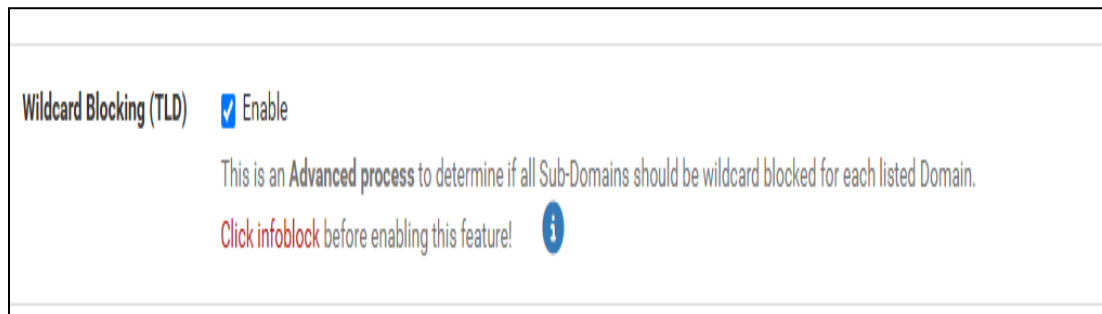 Wildcard Blocking (TLD) Enable
This is an Advanced process to determine if all Sub-Domains should be wildcard blocked for each listed Domain.
Click infoblock before enabling this feature!